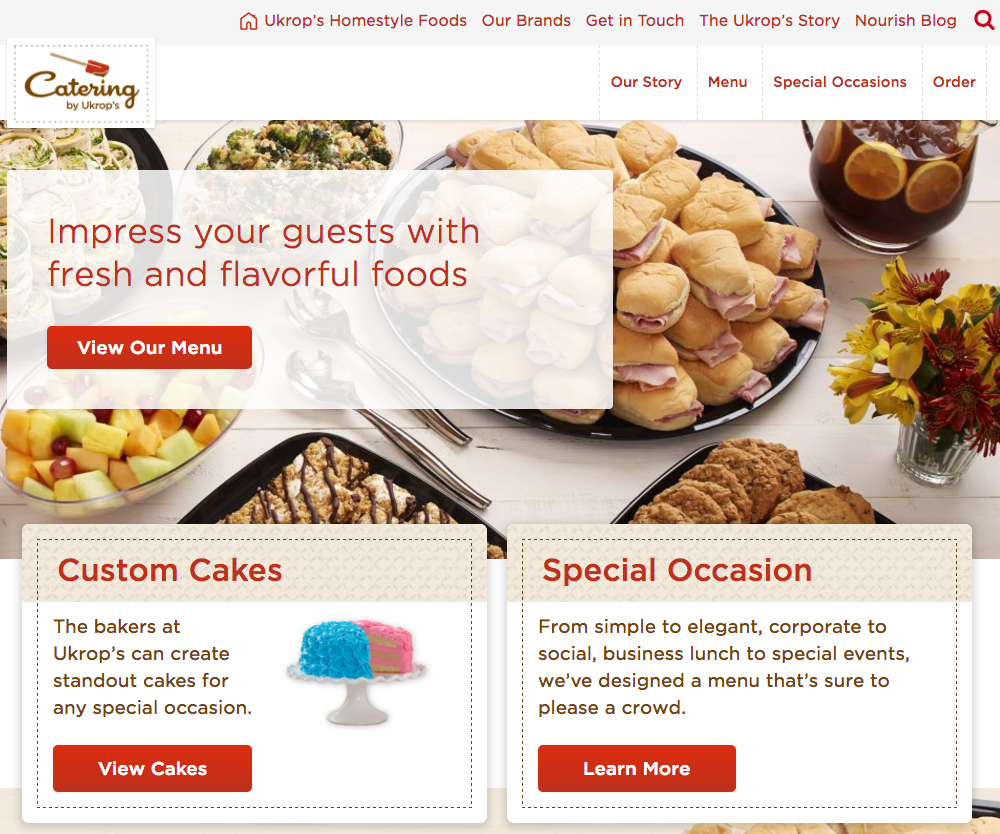 Ukrop’s Homestyle Foods Our Brands Get in Touch The Ukrop’s Story Nourish Blog
Catering
by Ukrop's
Our Story Menu Special Occasions Order
Impress your guests with
fresh and flavorful foods
View Our Menu
Custom Cakes
The bakers at
Ukrop’s can create
standout cakes for
any special occasion.
View Cakes
Special Occasion
From simple to elegant, corporate to
social, business lunch to special events,
we’ve designed a menu that’s sure to
please a crowd.
Learn More